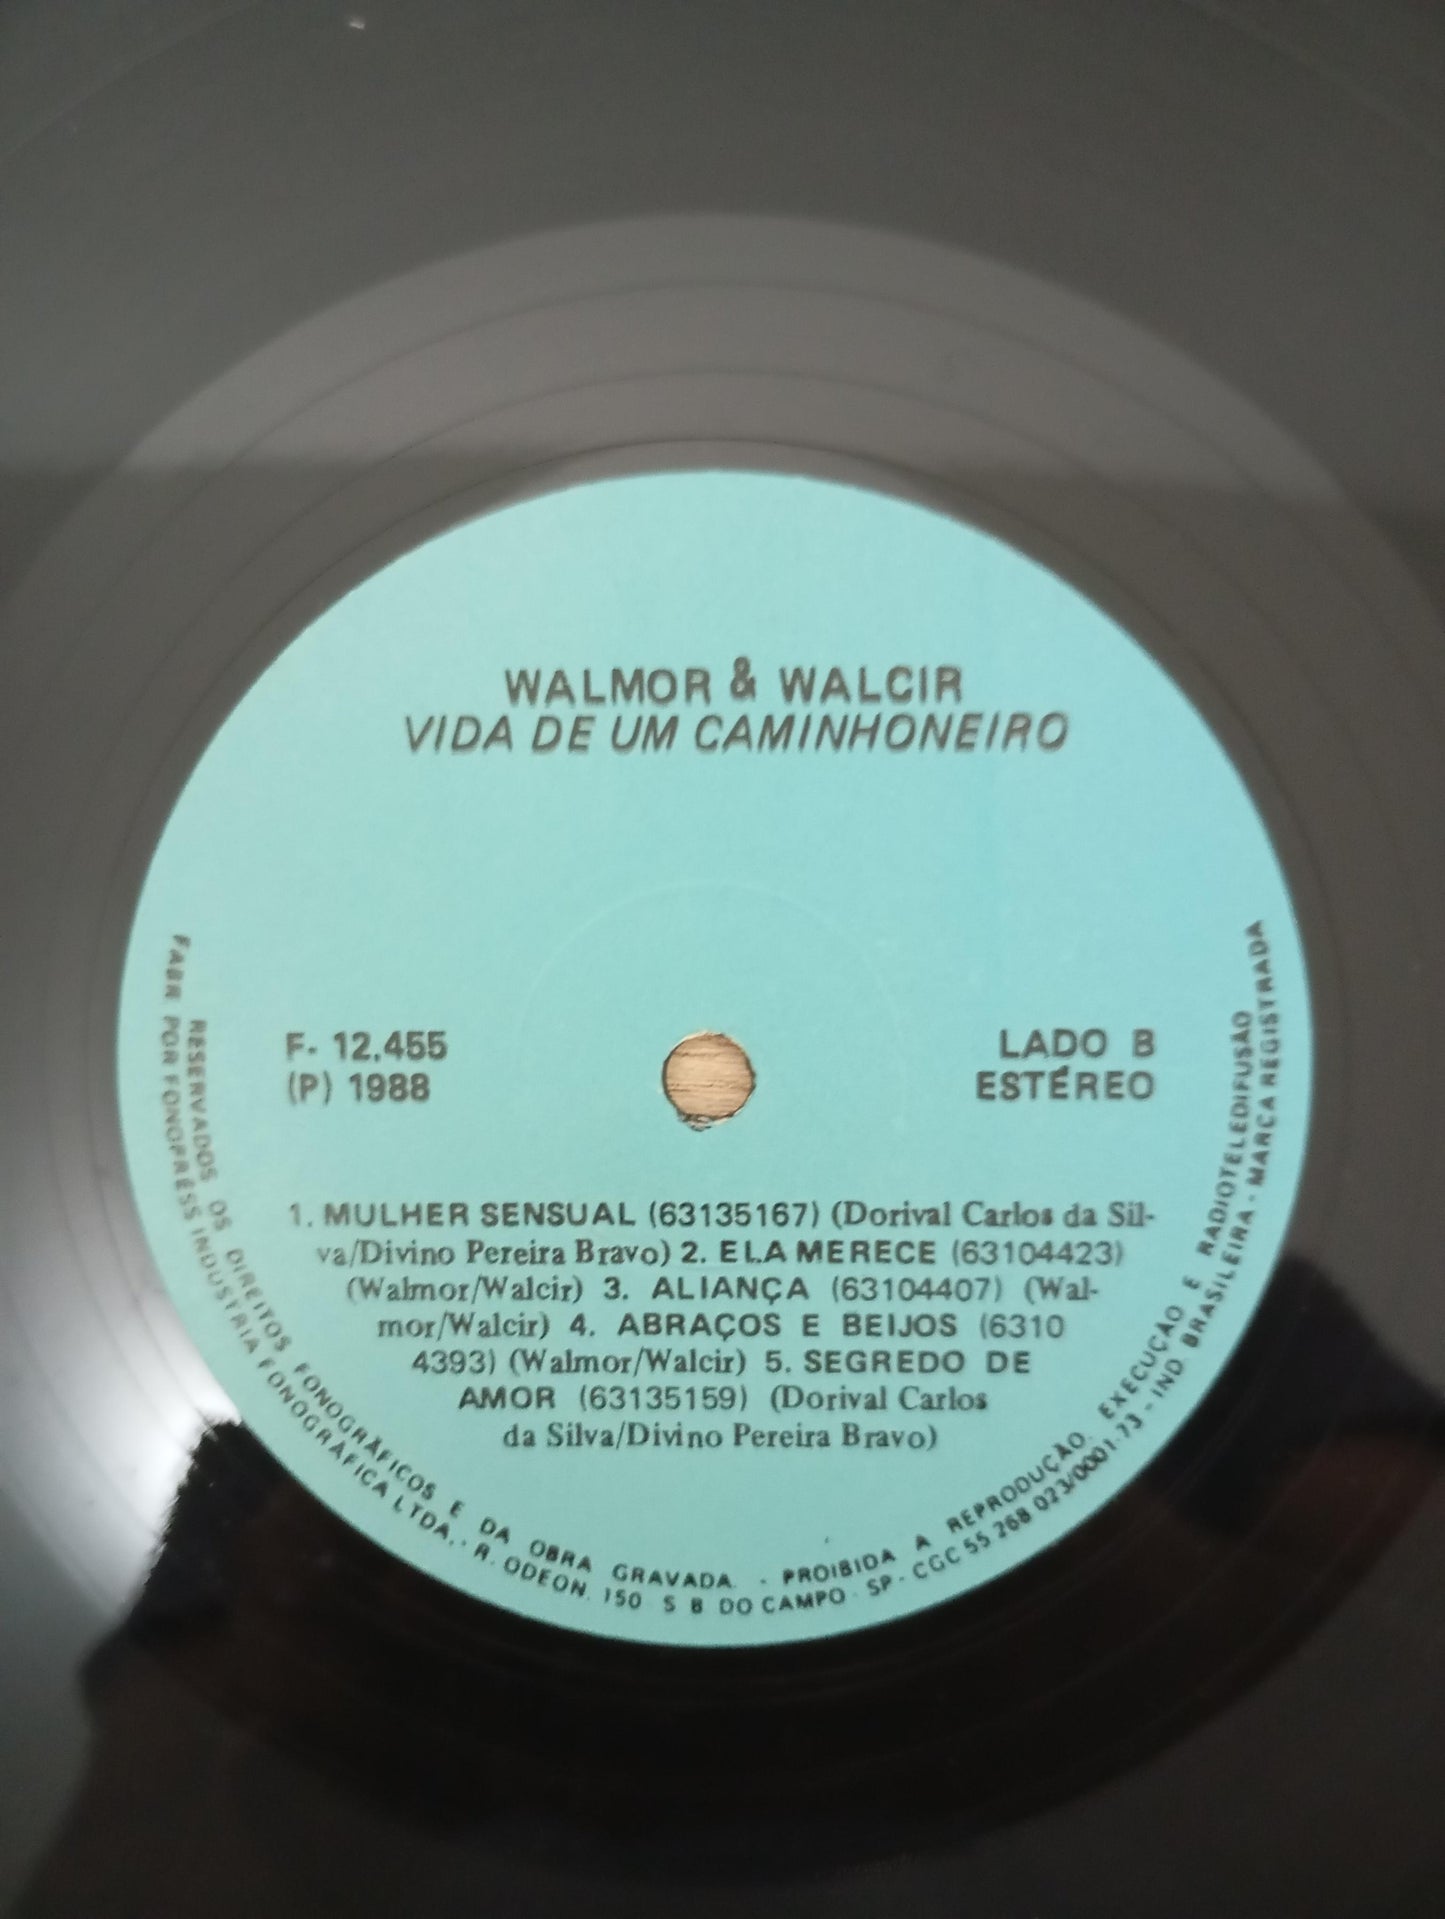 WALMOR & WALCIR
VIDA DE UM CAMINHONEIRO
F- 12.455
(P) 1988
LADO B
ESTÉREO
1. MULHER SENSUAL (63135167) (Dorival Carlos da Sil-
va/Divino Pereira Bravo) 2. ELA MERECE (63104423)
(Walmor/Walcir) 3. ALIANÇA (63104407) (Wal-
mor/Walcir) 4. ABRAÇOS E BEIJOS (6310
4393) (Walmor/Walcir) 5. SEGREDO DE
AMOR (63135159) (Dorival Carlos
da Silva/Divino Pereira Bravo)
RESERVADOS OS DIREITOS FONOGRÁFICOS E DA OBRA GRAVADA. - PROIBIDA A REPRODUÇÃO. EXECUÇÃO E RADIOTELEDIFUSÃO
FABR POR FONOPRESS INDUSTRIA FONOGRÁFICA LTDA. - R. ODEON. 150 S B DO CAMPO - SP - CGC 55 268 023/0001-73 - IND. BRASILEIRA - MARCA REGISTRADA